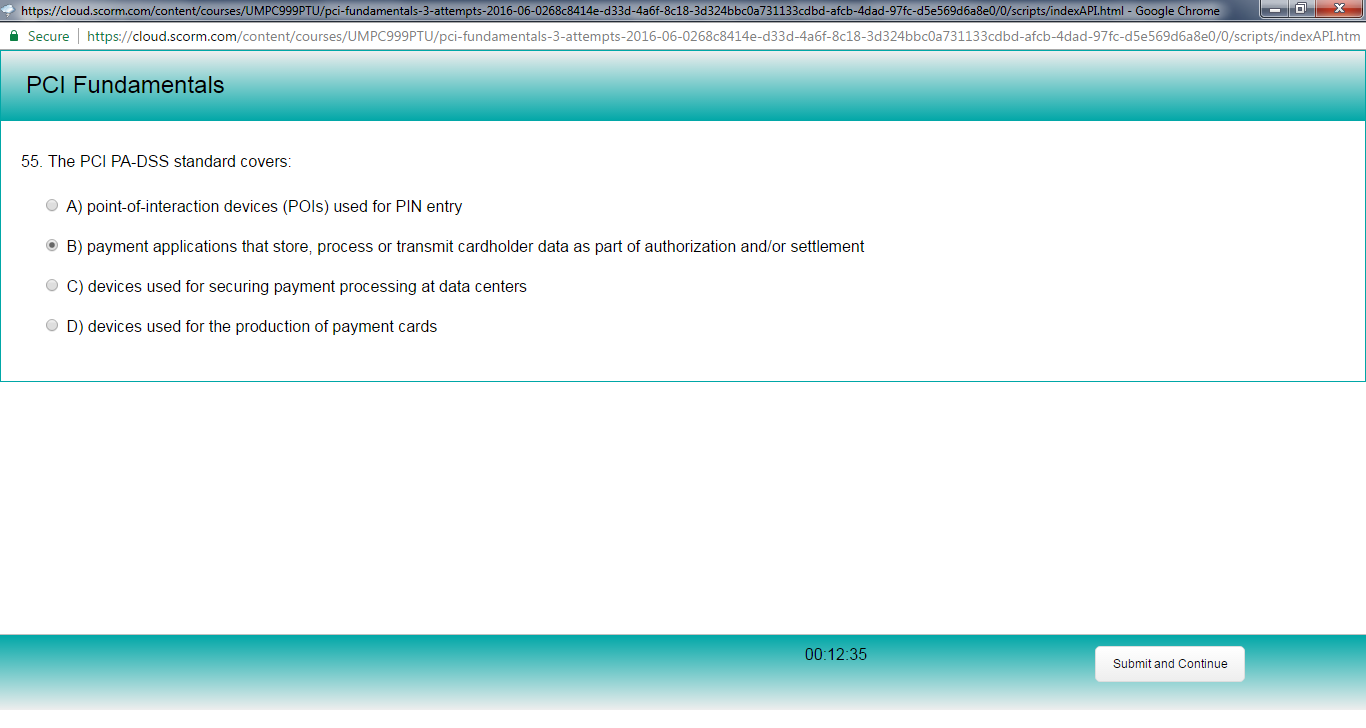 https://cloud.scorm.com/content/courses/UMPC999PTU/pci-fundamentals-3-attempts-2016-06-0268c8414e-d33d-4a6f-8c18-3d324bbc0a731133cdbd-afcb-4dad-97fc-d5e569d6a8e0/0/scripts/indexAPI.html - Google Chrome
Secure https://cloud.scorm.com/content/courses/UMPC999PTU/pci-fundamentals-3-attempts-2016-06-0268c8414e-d33d-4a6f-8c18-3d324bbc0a731133cdbd-afcb-4dad-97fc-d5e569d6a8e0/0/scripts/indexAPI.htm
PCI Fundamentals
55. The PCI PA-DSS standard covers:
A) point-of-interaction devices (POIs) used for PIN entry
B) payment applications that store, process or transmit cardholder data as part of authorization and/or settlement
C) devices used for securing payment processing at data centers
D) devices used for the production of payment cards
00:12:35
Submit and Continue